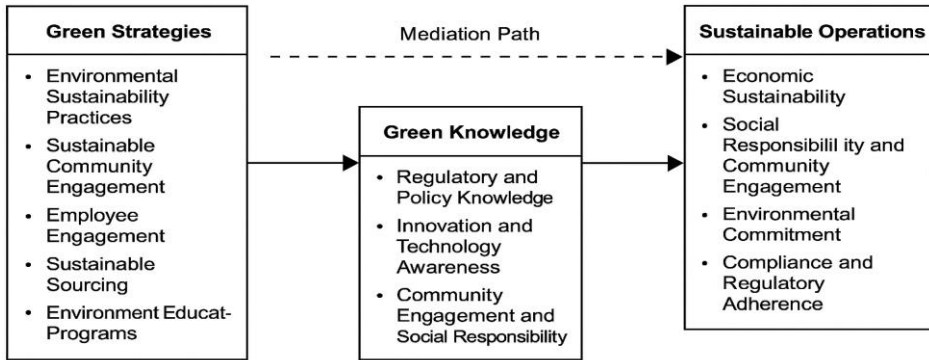 Green Strategies
• Environmental
Sustainability
Practices
• Sustainable
Community
Engagement
• Employee
Engagement
• Sustainable
Sourcing
• Environment Educat-
Programs
Mediation Path
Green Knowledge
• Regulatory and
Policy Knowledge
• Innovation and
Technology
Awareness
• Community
Engagement and
Social Responsibility
Sustainable Operations
• Economic
Sustainability
• Social
Responsibilil ity and
Community
Engagement
• Environmental
Commitment
• Compliance and
Regulatory
Adherence